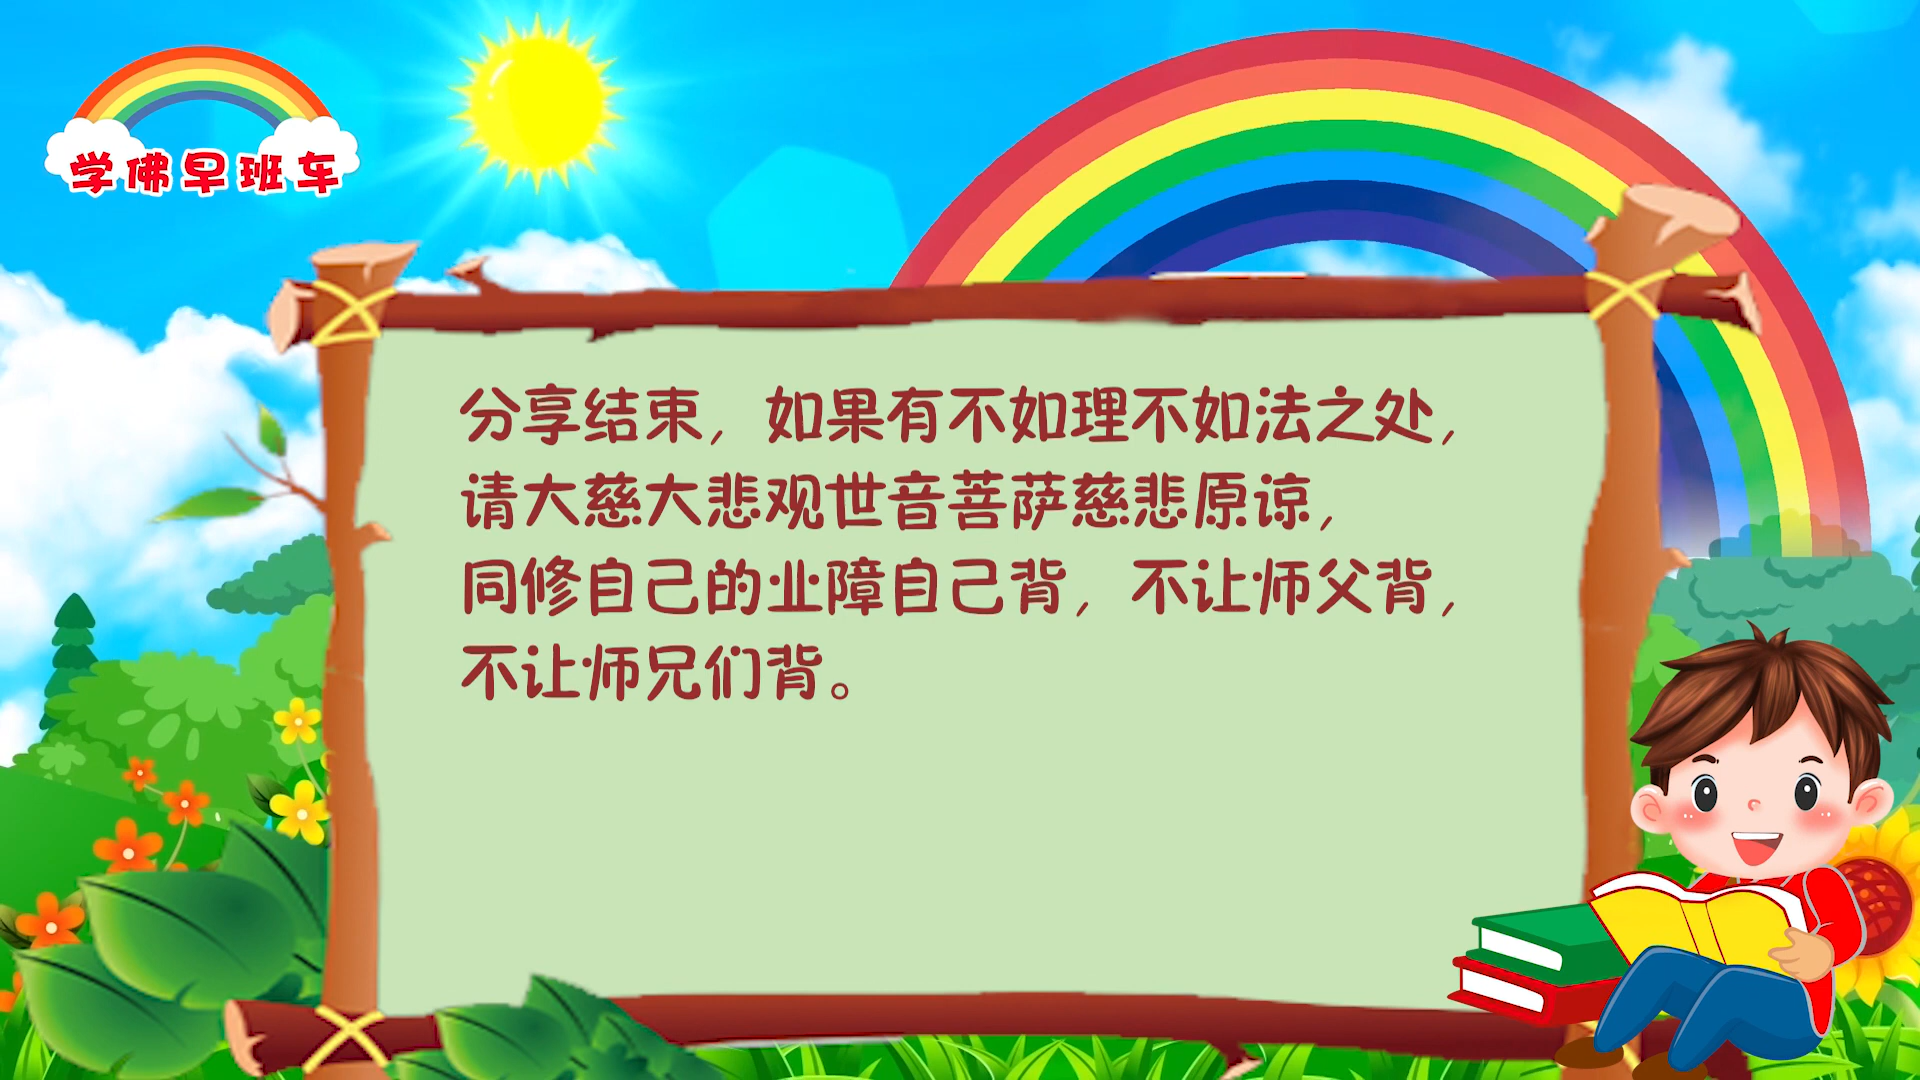 学佛早班车
分享结束，如果有不如理不如法之处，
请大慈大悲观世音菩萨慈悲原谅，
同修自己的业障自己背，不让师父背，
不让师兄们背。